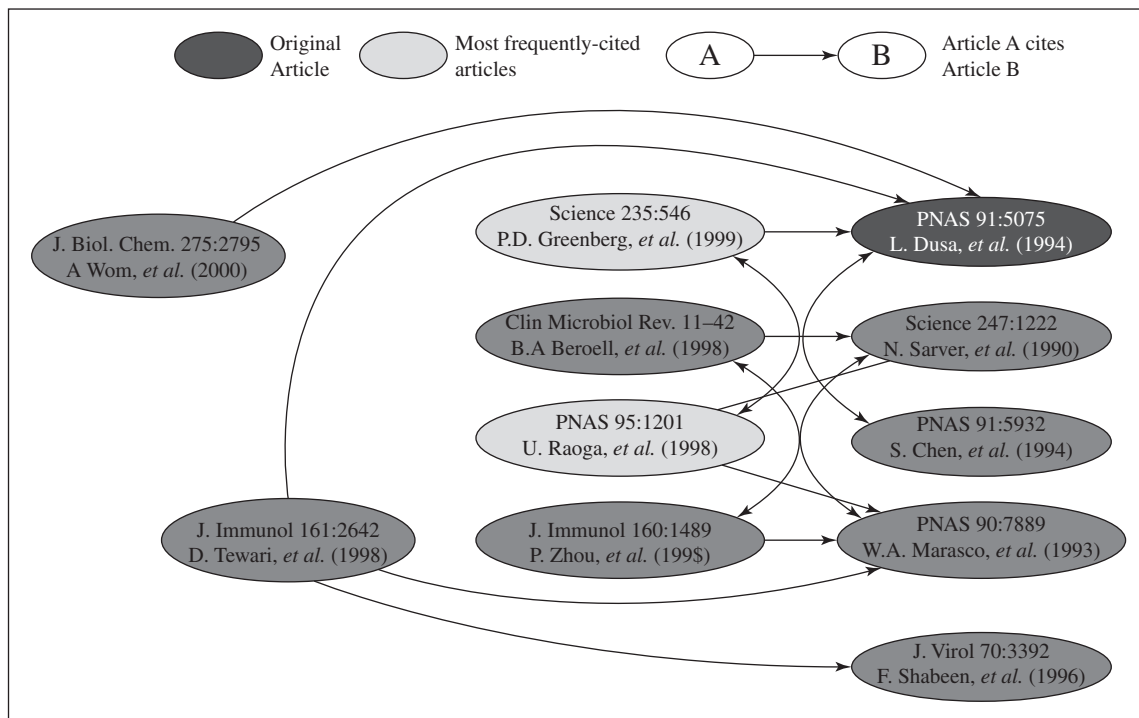 Original
Article
Most frequently-cited
articles
A
B
Article A cites
Article B
J. Biol. Chem. 275:2795
A Wom, et al. (2000)
Science 235:546
P.D. Greenberg, et al. (1999)
PNAS 91:5075
L. Dusa, et al. (1994)
Clin Microbiol Rev. 11–42
B.A Beroell, et al. (1998)
Science 247:1222
N. Sarver, et al. (1990)
PNAS 95:1201
U. Raoga, et al. (1998)
PNAS 91:5932
S. Chen, et al. (1994)
J. Immunol 161:2642
D. Tewari, et al. (1998)
J. Immunol 160:1489
P. Zhou, et al. (199$)
PNAS 90:7889
W.A. Marasco, et al. (1993)
J. Virol 70:3392
F. Shabeen, et al. (1996)